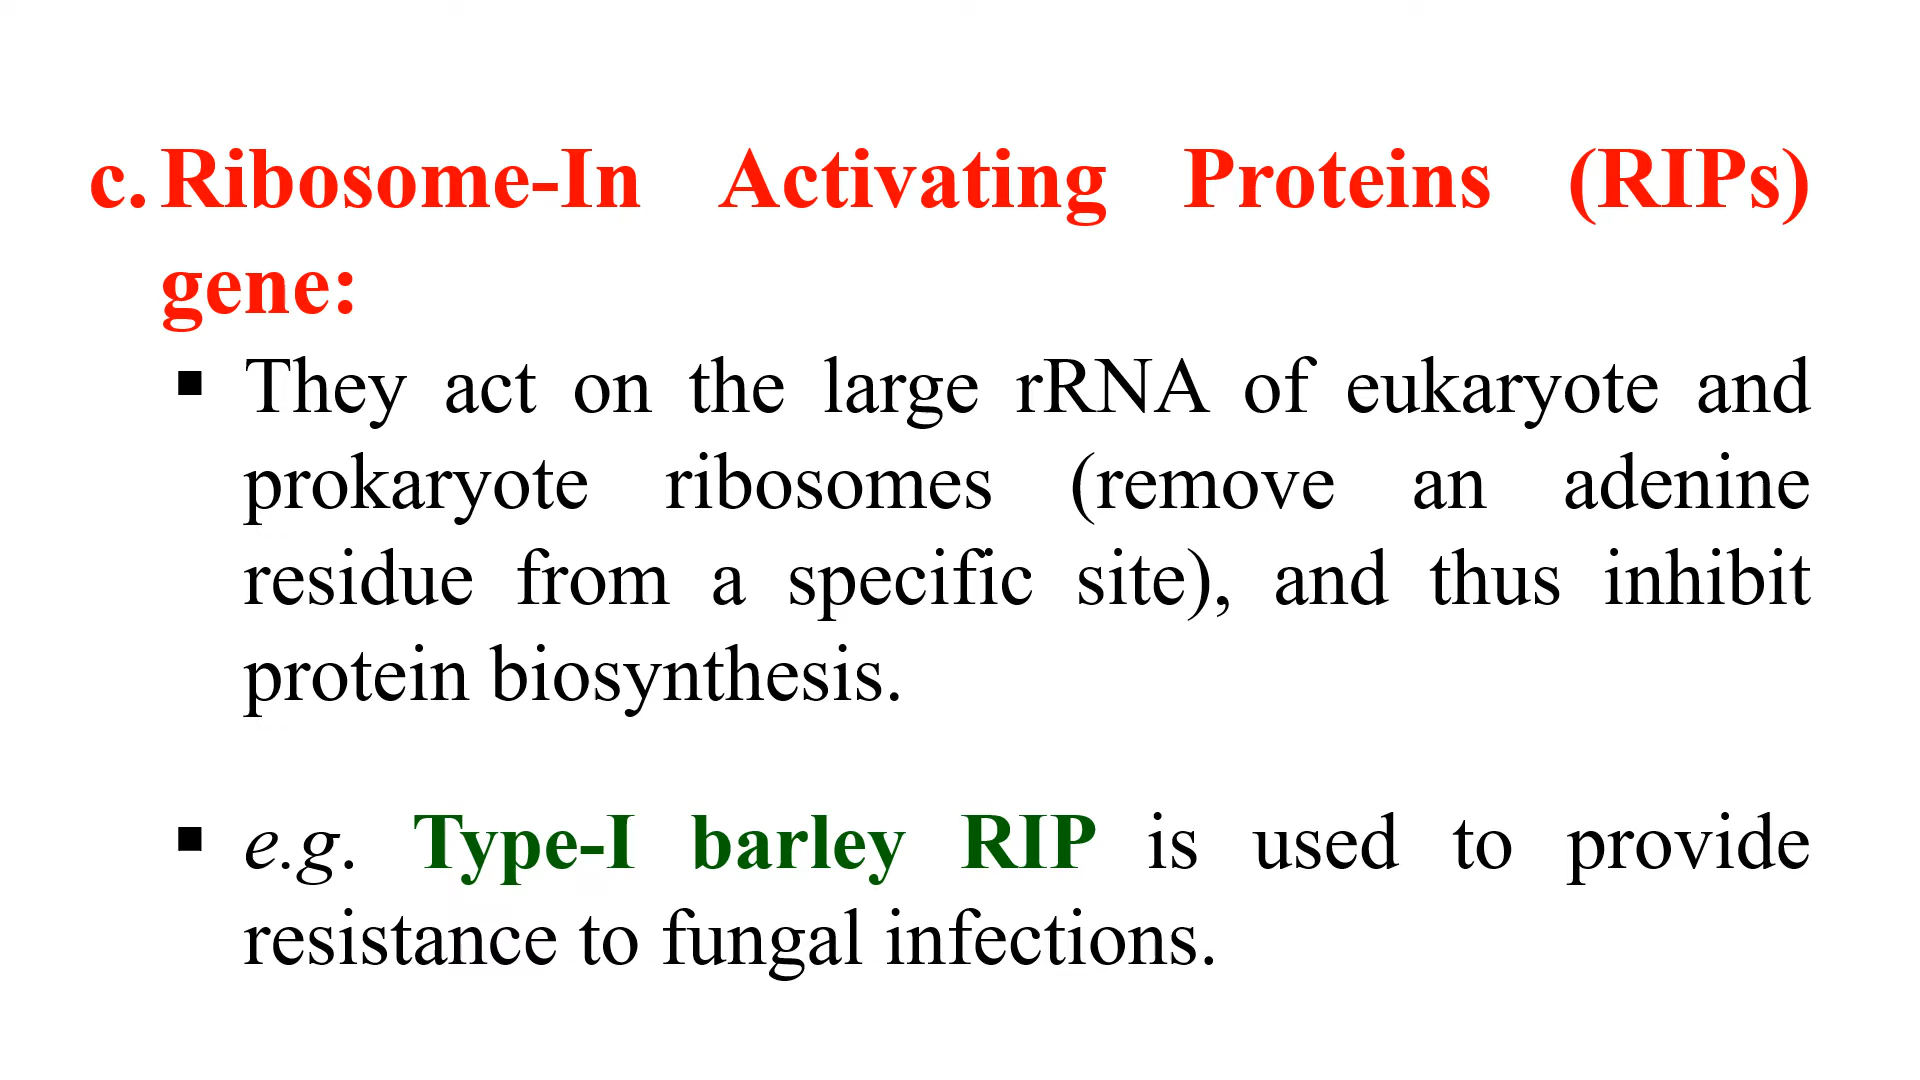 c. Ribosome-In Activating Proteins (RIPs)
gene:
▪ They act on the large rRNA of eukaryote and
prokaryote ribosomes (remove an adenine
residue from a specific site), and thus inhibit
protein biosynthesis.
▪ e.g. Type-I barley RIP is used to provide
resistance to fungal infections.